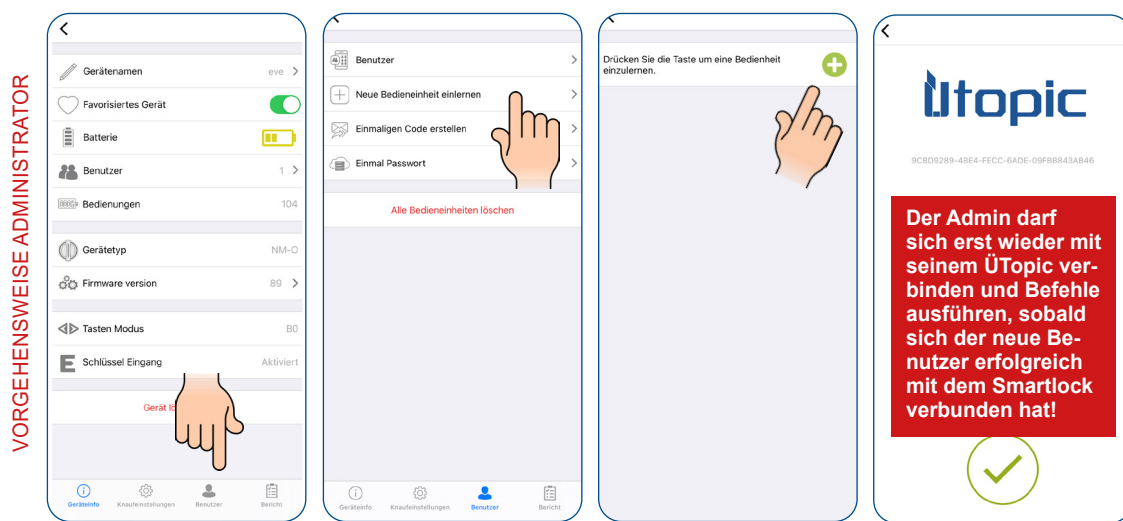 VORGEHENSWEISE ADMINISTRATOR
Gerätenamen eve
Favorisiertes Gerät
Batterie
Benutzer 1
Bedienungen 104
Gerätetyp NM-O
Firmware version 89
Tasten Modus B0
E Schlüssel Eingang Aktiviert
Gerät
Geräteinfo Knaufeinstellungen Benutzer Bericht
Benutzer
Neue Bedieneinheit einlernen
Einmaligen Code erstellen
Einmal Passwort
Alle Bedieneinheiten löschen
Geräteinfo Knaufeinstellungen Benutzer Bericht
Drücken Sie die Taste um eine Bedienheit
einzulernen.
Ütopic
9C8D9289-48E4-FECC-6ADE-09FBB843AB46
Der Admin darf
sich erst wieder mit
seinem ÜTopic ver-
binden und Befehle
ausführen, sobald
sich der neue Be-
nutzer erfolgreich
mit dem Smartlock
verbunden hat!